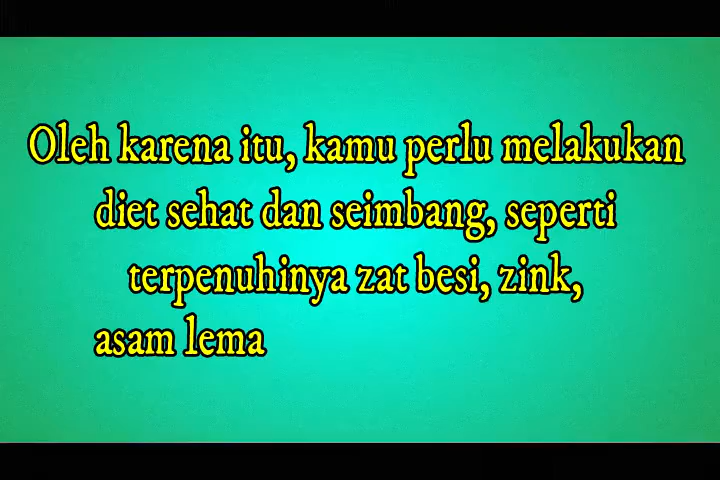 Oleh karena itu, kamu perlu melakukan
diet sehat dan seimbang, seperti
terpenuhinya zat besi, zink,
asam lema